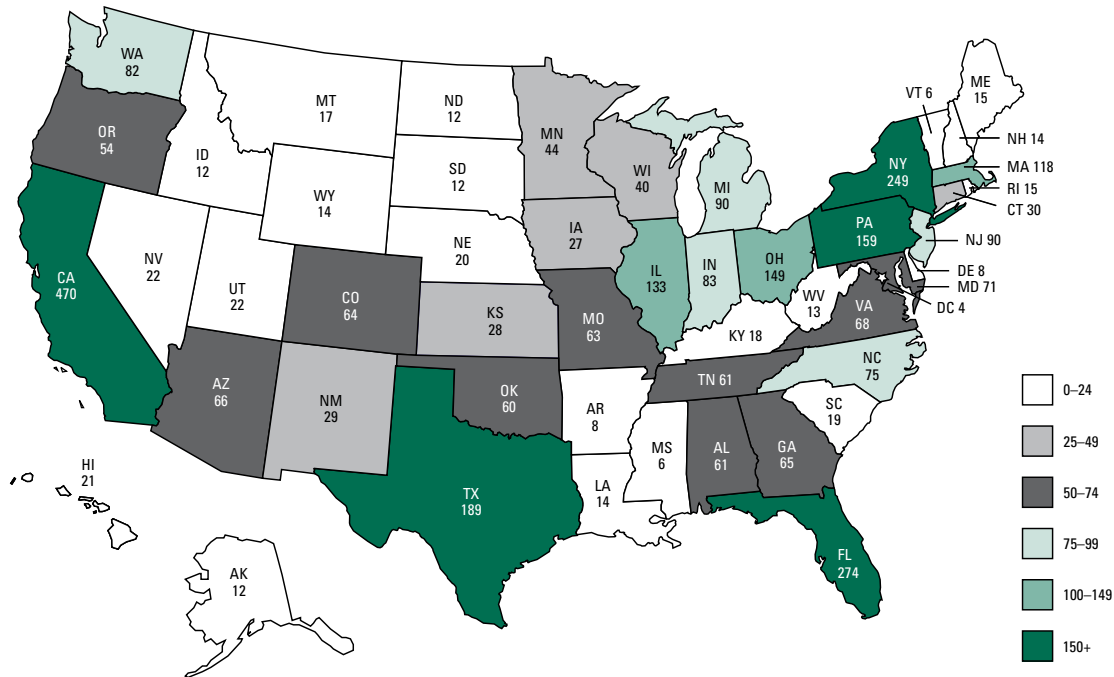 WA
82
OR
54
CA
470
ID
12
NV
22
MT
17
WY
14
UT
22
AZ
66
CO
64
NM
29
ND
12
SD
12
NE
20
KS
28
OK
60
TX
189
MN
44
IA
27
MO
63
AR
8
LA
14
WI
40
IL
133
MI
90
IN
83
OH
149
KY 18
TN 61
MS
6
AL
61
GA
65
FL
274
SC
19
NC
75
VA
68
WV
13
PA
159
NY
249
VT 6
ME
15
NH 14
MA 118
RI 15
CT 30
NJ 90
DE 8
MD 71
DC 4
HI
21
AK
12
0–24
25–49
50–74
75–99
100–149
150+